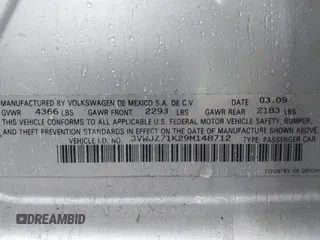 MANUFACTURED BY VOLKSWAGEN DE MEXICO S.A. DE C.V. 03.09
GVWR 4366 LBS GAWR FRONT 2293 LBS GAWR REAR 2183 LBS
THIS VEHICLE CONFORMS TO ALL APPLICABLE FEDERAL MOTOR VEHICLE SAFETY, BUMPER,
AND THEFT PREVENTION STANDARDS IN EFFECT ON THE DATE OF MANUFACTURE SHOWN ABOVE.
VEHICLE I.D. NO. 3VWJZ71K29M148712 TYPE: PASSENGER CAR
COUNTRY OF ORIGIN
DREAMBID